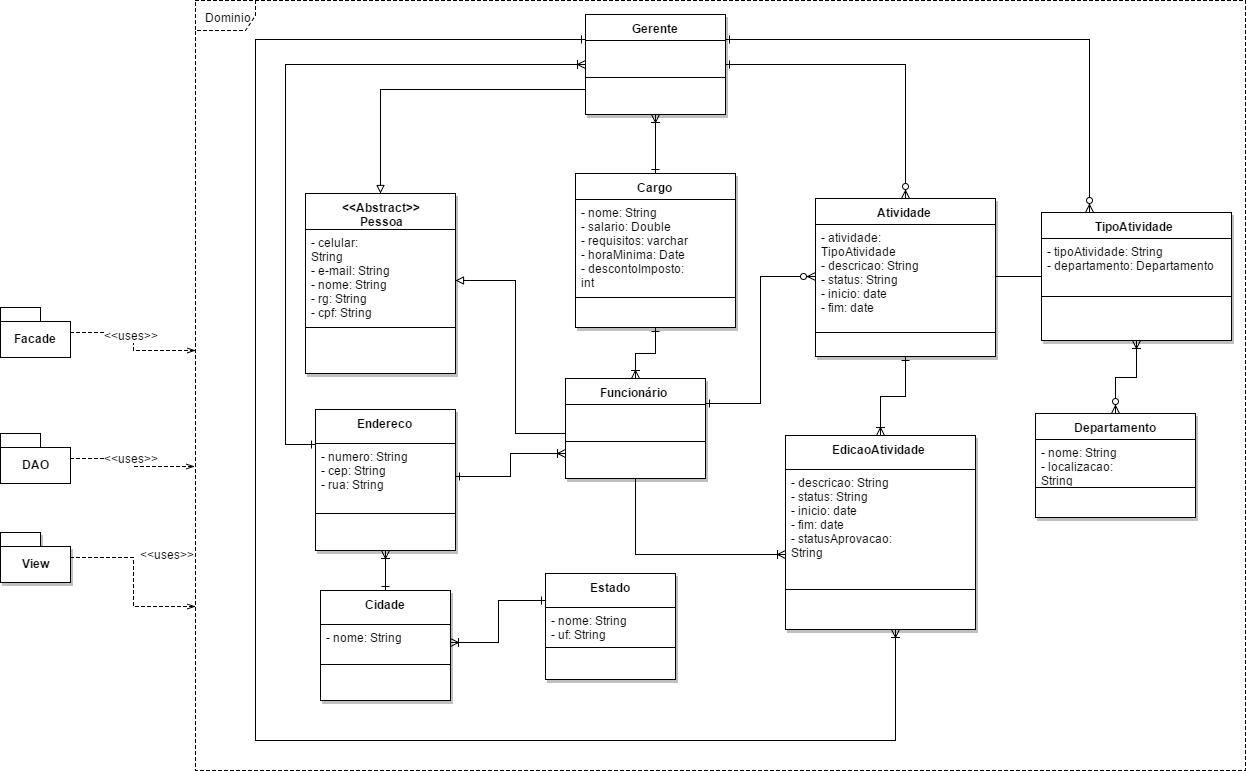 Dominio
Gerente
<<Abstract>>
Pessoa
- celular:
String
- e-mail: String
- nome: String
- rg: String
- cpf: String
Cargo
- nome: String
- salario: Double
- requisitos: varchar
- horaMinima: Date
- descontoImposto:
int
Atividade
- atividade:
TipoAtividade
- descricao: String
- status: String
- inicio: date
- fim: date
TipoAtividade
- tipoAtividade: String
- departamento: Departamento
Facade
<<uses>>
Funcionário
Endereco
- numero: String
- cep: String
- rua: String
EdicaoAtividade
- descricao: String
- status: String
- inicio: date
- fim: date
- statusAprovacao:
String
Departamento
- nome: String
- localizacao:
String
DAO
<<uses>>
View
<<uses>>
Cidade
- nome: String
Estado
- nome: String
- uf: String